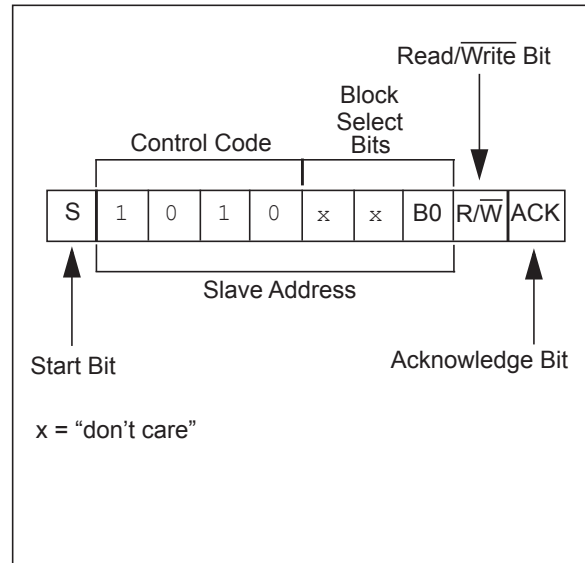 Read/Write Bit
Block
Select
Bits
Control Code
S 1 0 1 0 x x B0 R/W ACK
Slave Address
Start Bit
Acknowledge Bit
x = “don’t care”